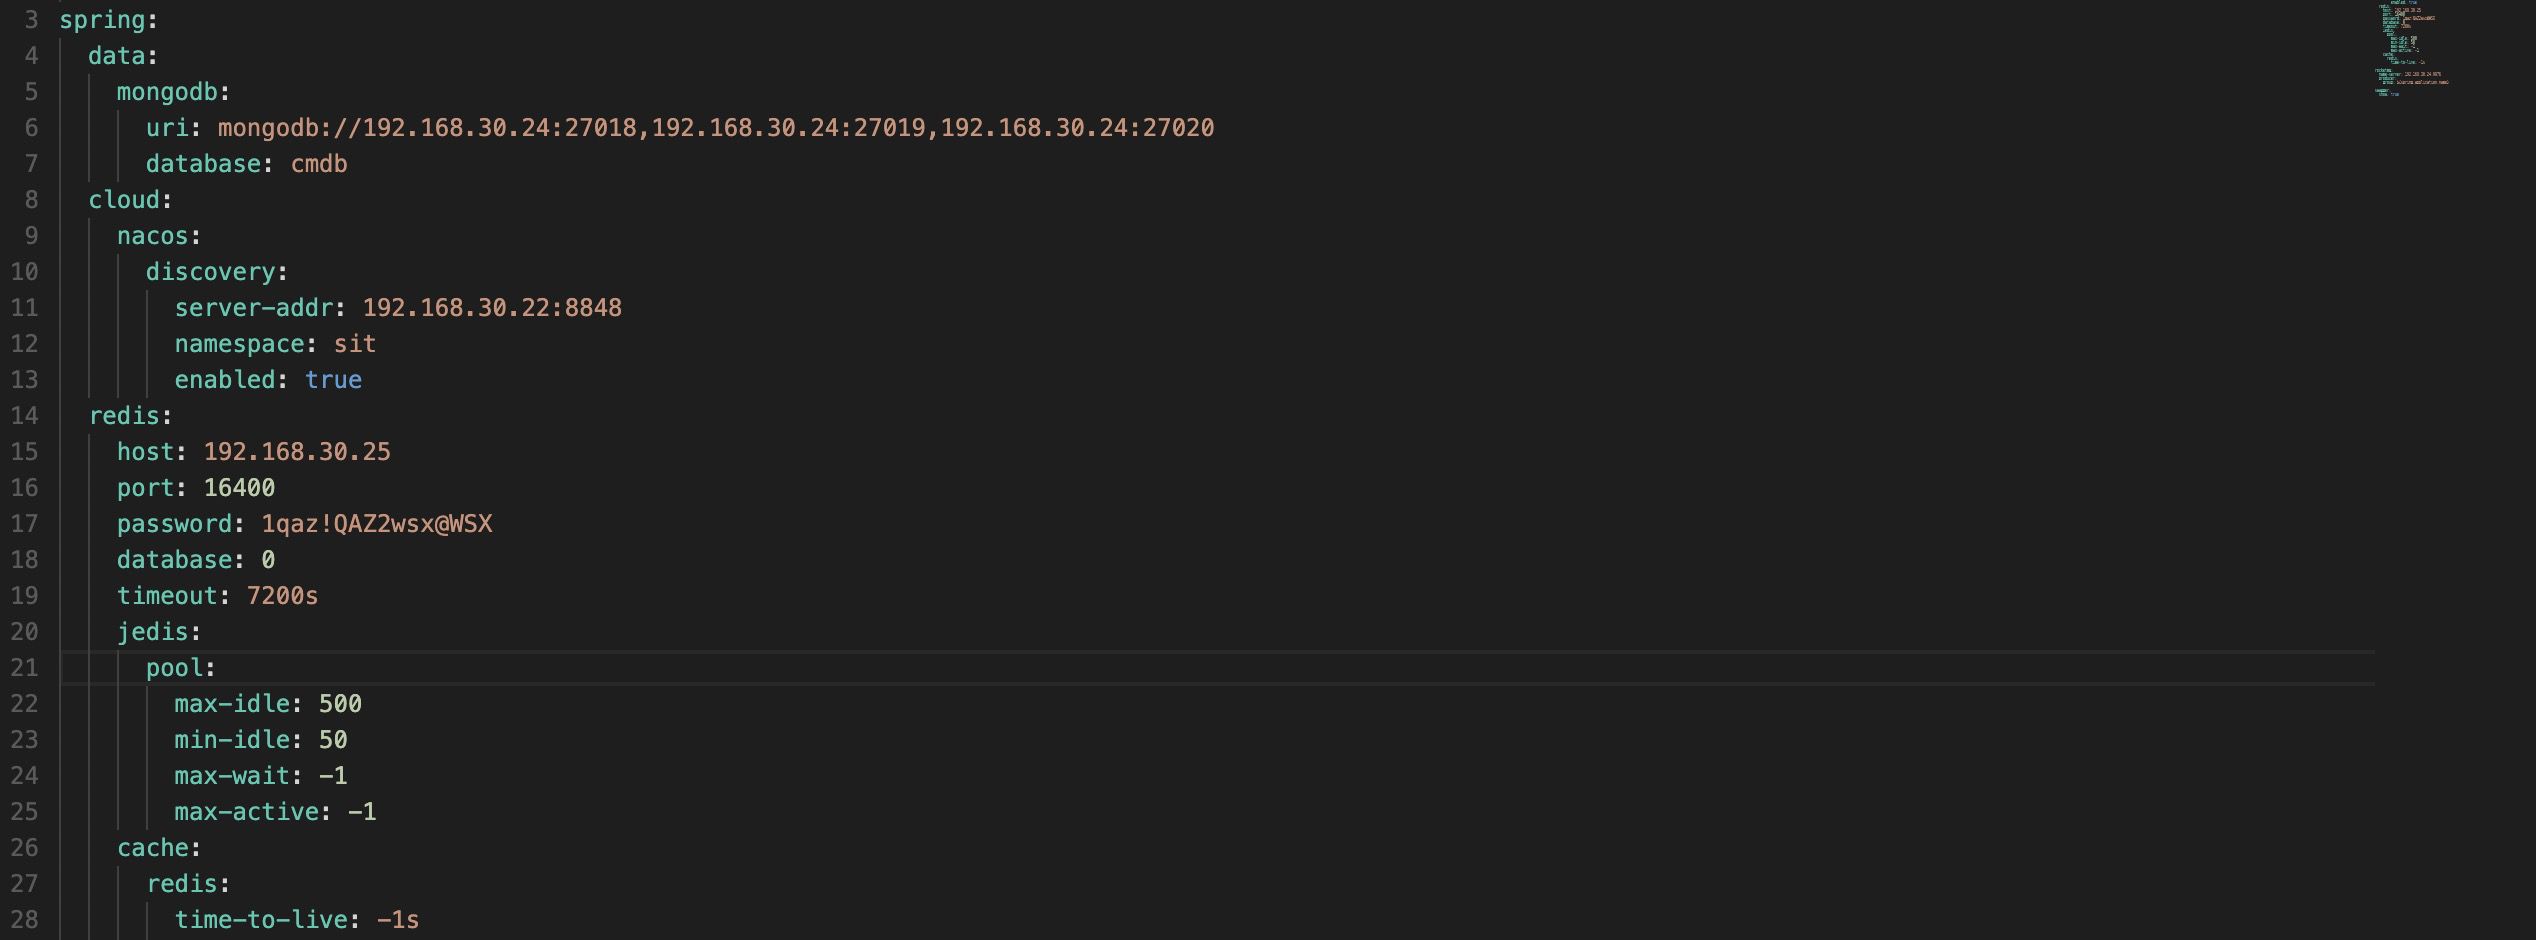 3 spring:
4 data:
5 mongodb:
6 uri: mongodb://192.168.30.24:27018,192.168.30.24:27019,192.168.30.24:27020
7 database: cmdb
8 cloud:
9 nacos:
10 discovery:
11 server-addr: 192.168.30.22:8848
12 namespace: sit
13 enabled: true
14 redis:
15 host: 192.168.30.25
16 port: 16400
17 password: 1qaz!QAZ2wsx@WSX
18 database: 0
19 timeout: 7200s
20 jedis:
21 pool:
22 max-idle: 500
23 min-idle: 50
24 max-wait: -1
25 max-active: -1
26 cache:
27 redis:
28 time-to-live: -1s